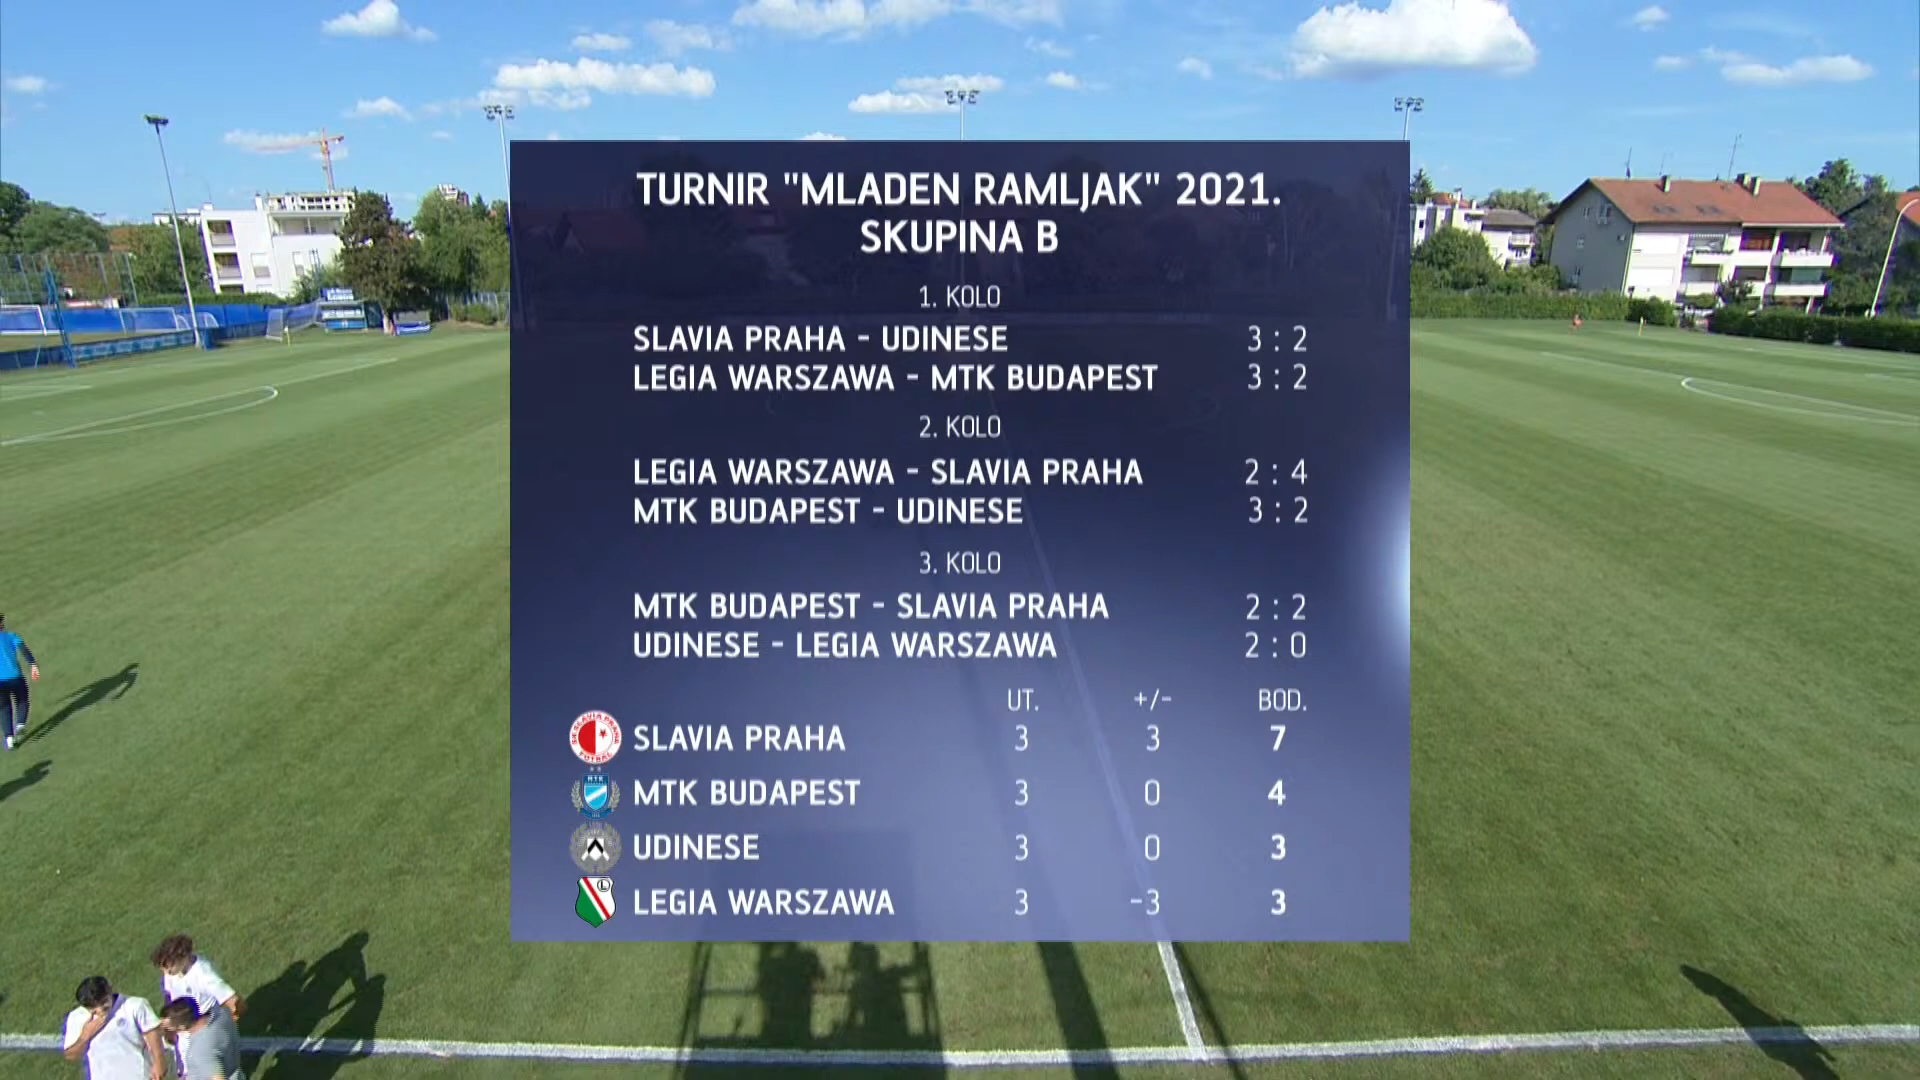 TURNIR "MLADEN RAMLJAK" 2021.
SKUPINA B
1. KOLO
SLAVIA PRAHA - UDINESE 3 : 2
LEGIA WARSZAWA - MTK BUDAPEST 3 : 2
2. KOLO
LEGIA WARSZAWA - SLAVIA PRAHA 2 : 4
MTK BUDAPEST - UDINESE 3 : 2
3. KOLO
MTK BUDAPEST - SLAVIA PRAHA 2 : 2
UDINESE - LEGIA WARSZAWA 2 : 0
UT. +/- BOD.
SLAVIA PRAHA 3 3 7
MTK BUDAPEST 3 0 4
UDINESE 3 0 3
LEGIA WARSZAWA 3 -3 3